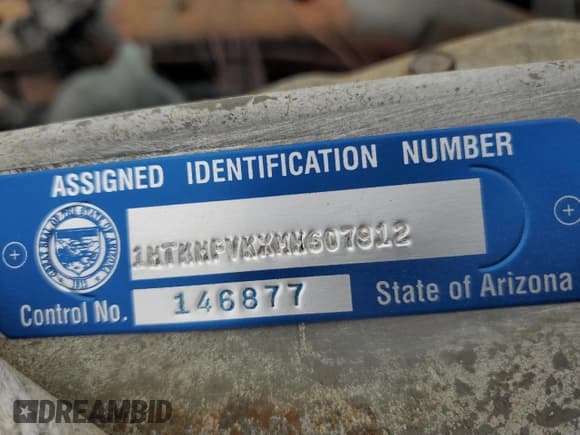 ASSIGNED IDENTIFICATION NUMBER
Control No. 146877 State of Arizona
DREAMBID